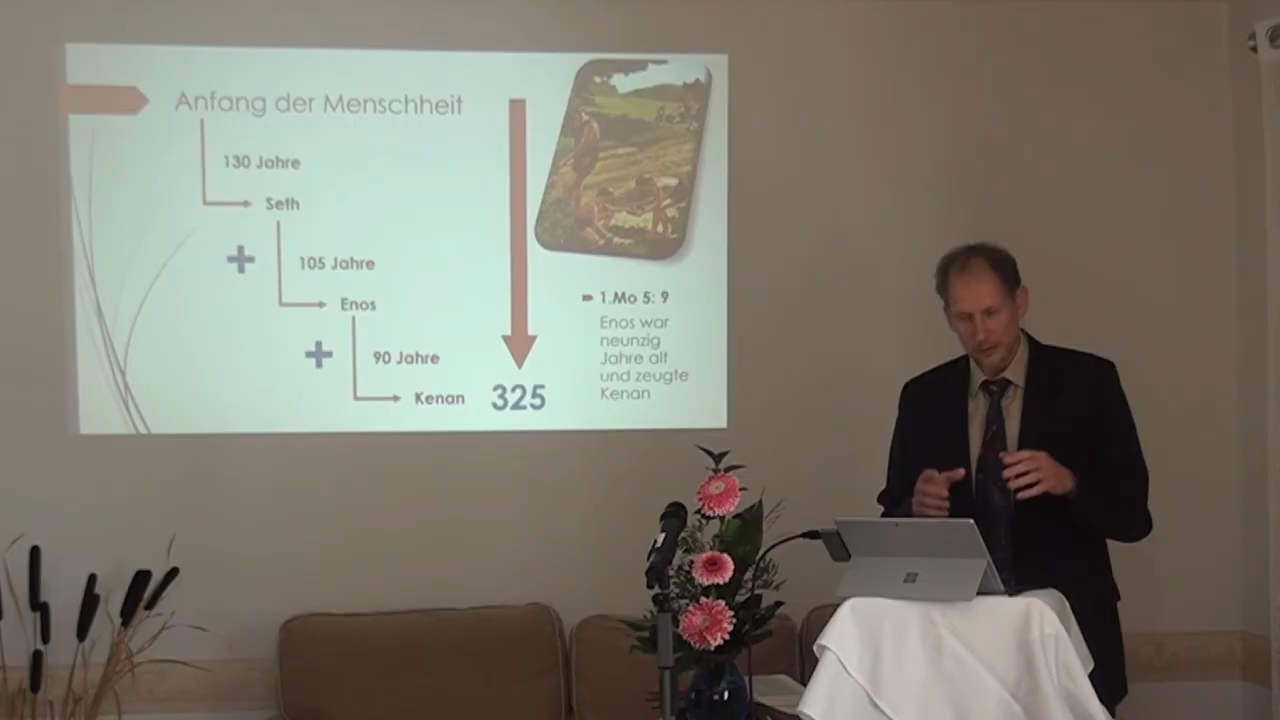 Anfang der Menschheit
130 Jahre
Seth
+
105 Jahre
Enos
+
90 Jahre
Kenan
325
1.Mo 5: 9
Enos war
neunzig
Jahre alt
und zeugte
Kenan